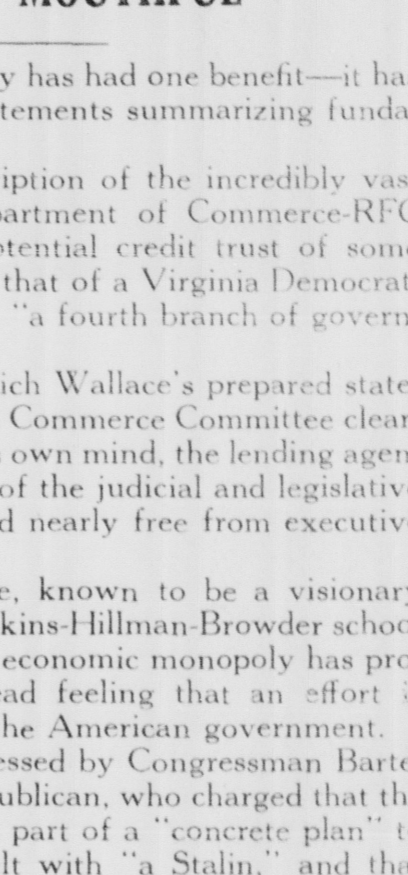 MOUTHFUL
y has had one benefit—it ha
tements summarizing funda
iption of the incredibly vas
partment of Commerce-RFC
otential credit trust of som
that of a Virginia Democrat
"a fourth branch of govern
ich Wallace's prepared state
Commerce Committee clear
own mind, the lending agen
of the judicial and legislativ
d nearly free from executiv
e, known to be a visionary
kins-Hillman-Browder schoo
economic monopoly has pro
ead feeling that an effort
he American government.
essed by Congressman Barte
ublican, who charged that th
part of a "concrete plan" t
lt with "a Stalin," and tha